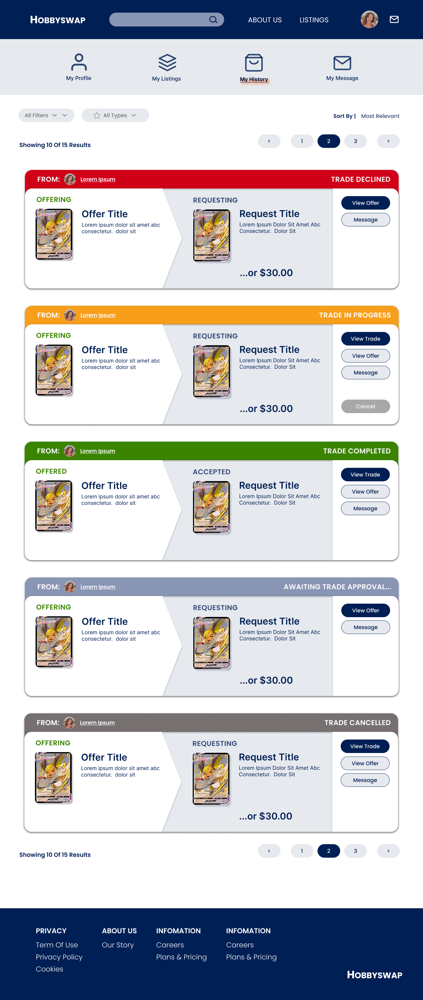 HOBBYSWAP
ABOUT US
LISTINGS
My Profile
My Listings
My History
My Message
All Filters
All Types
Sort By | Most Relevant
Showing 10 Of 15 Results
< 1 2 3 >
FROM: Lorem Ipsum
TRADE DECLINED
OFFERING
Offer Title
Lorem ipsum dolor sit amet abc
consectetur. dolor sit
REQUESTING
Request Title
Lorem Ipsum Dolor Sit Amet Abc
Consectetur. Dolor Sit
...or $30.00
View Offer
Message
FROM: Lorem Ipsum
TRADE IN PROGRESS
OFFERING
Offer Title
Lorem ipsum dolor sit amet abc
consectetur. dolor sit
REQUESTING
Request Title
Lorem Ipsum Dolor Sit Amet Abc
Consectetur. Dolor Sit
...or $30.00
View Trade
View Offer
Message
Cancel
FROM: Lorem Ipsum
TRADE COMPLETED
OFFERED
Offer Title
Lorem ipsum dolor sit amet abc
consectetur. dolor sit
ACCEPTED
Request Title
Lorem Ipsum Dolor Sit Amet Abc
Consectetur. Dolor Sit
View Trade
View Offer
Message
FROM: Lorem Ipsum
AWAITING TRADE APPROVAL...
OFFERING
Offer Title
Lorem ipsum dolor sit amet abc
consectetur. dolor sit
REQUESTING
Request Title
Lorem Ipsum Dolor Sit Amet Abc
Consectetur. Dolor Sit
...or $30.00
View Offer
Message
FROM: Lorem Ipsum
TRADE CANCELLED
OFFERING
Offer Title
Lorem ipsum dolor sit amet abc
consectetur. dolor sit
REQUESTING
Request Title
Lorem Ipsum Dolor Sit Amet Abc
Consectetur. Dolor Sit
...or $30.00
View Trade
View Offer
Message
Showing 10 Of 15 Results
< 1 2 3 >
PRIVACY
Term Of Use
Privacy Policy
Cookies
ABOUT US
Our Story
INFOMATION
Careers
Plans & Pricing
INFOMATION
Careers
Plans & Pricing
HOBBYSWAP